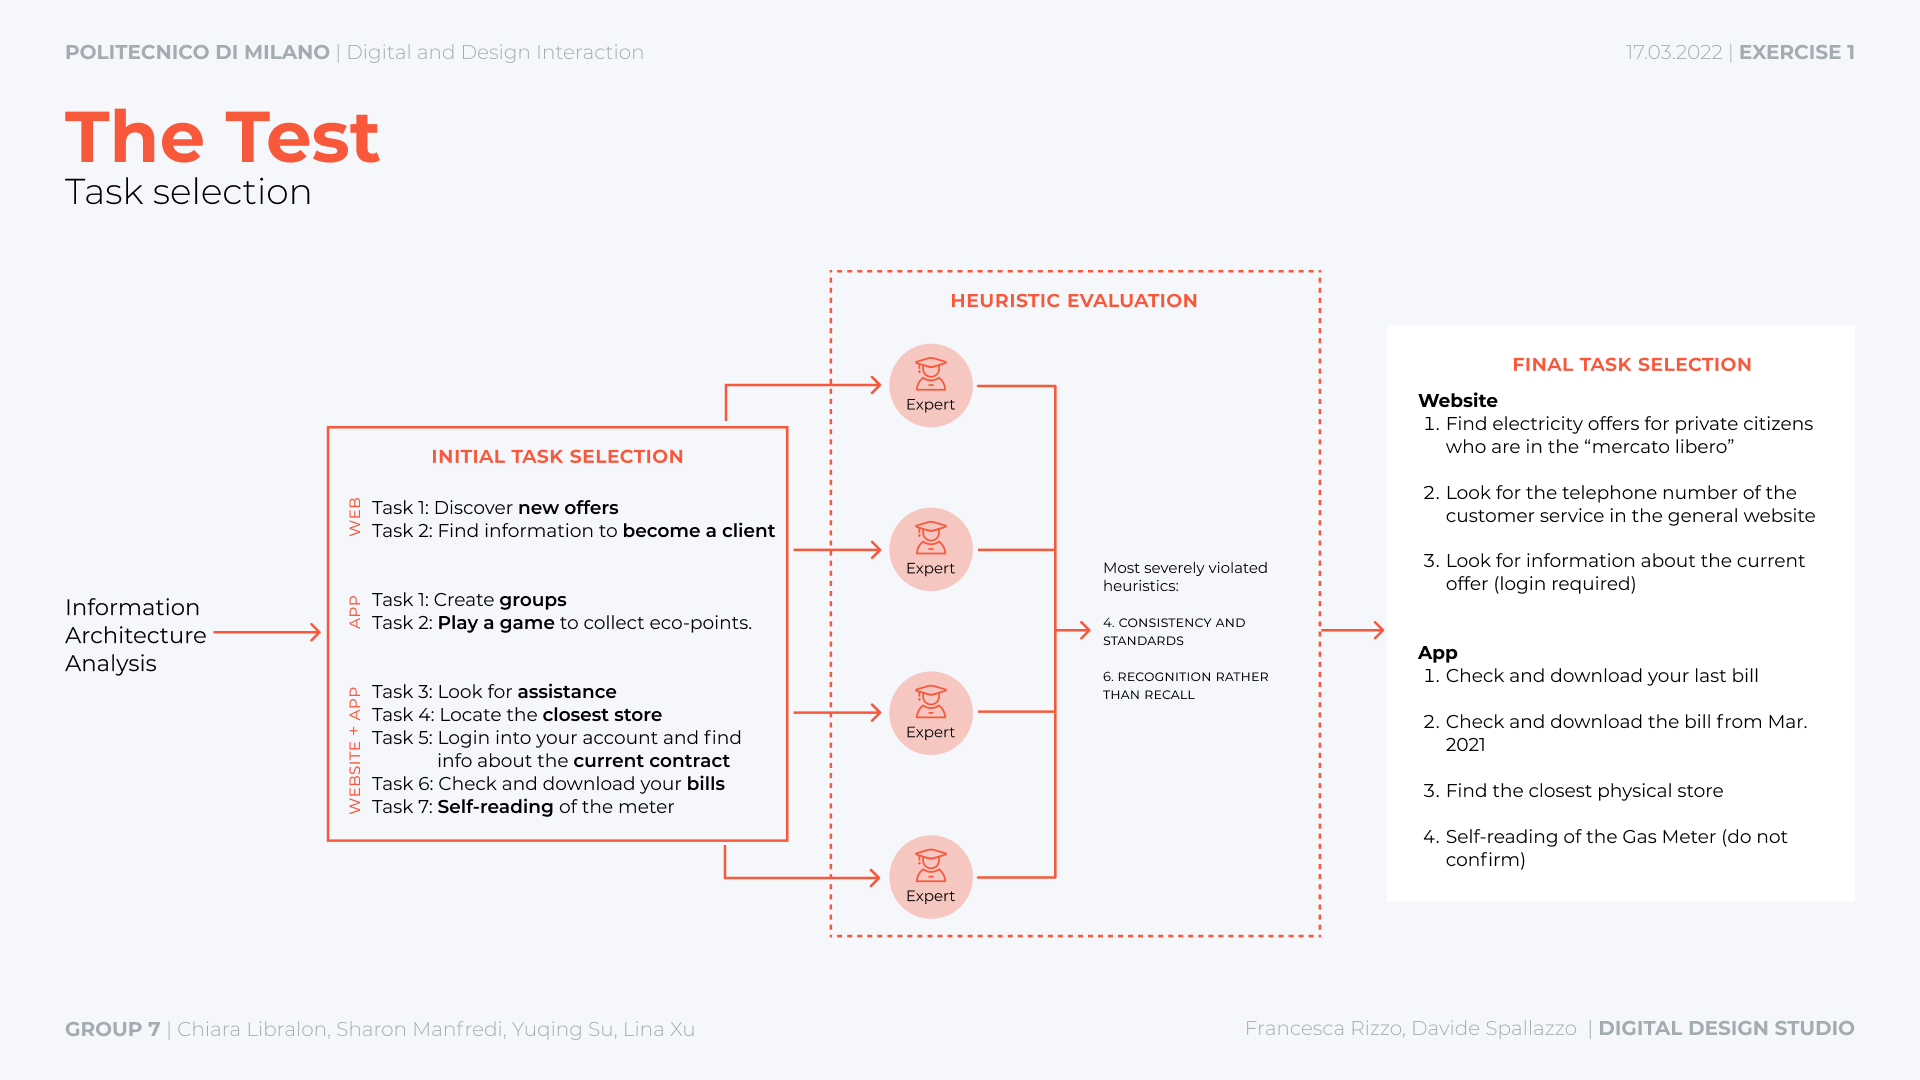 POLITECNICO DI MILANO | Digital and Design Interaction
17.03.2022 | EXERCISE 1
The Test
Task selection
Information
Architecture
Analysis
INITIAL TASK SELECTION
WEB
Task 1: Discover new offers
Task 2: Find information to become a client
APP
Task 1: Create groups
Task 2: Play a game to collect eco-points.
WEBSITE + APP
Task 3: Look for assistance
Task 4: Locate the closest store
Task 5: Login into your account and find
info about the current contract
Task 6: Check and download your bills
Task 7: Self-reading of the meter
HEURISTIC EVALUATION
Expert
Expert
Expert
Expert
Most severely violated
heuristics:
4. CONSISTENCY AND
STANDARDS
6. RECOGNITION RATHER
THAN RECALL
FINAL TASK SELECTION
Website
1. Find electricity offers for private citizens
who are in the “mercato libero”
2. Look for the telephone number of the
customer service in the general website
3. Look for information about the current
offer (login required)
App
1. Check and download your last bill
2. Check and download the bill from Mar.
2021
3. Find the closest physical store
4. Self-reading of the Gas Meter (do not
confirm)
GROUP 7 | Chiara Libralon, Sharon Manfredi, Yuqing Su, Lina Xu
Francesca Rizzo, Davide Spallazzo | DIGITAL DESIGN STUDIO